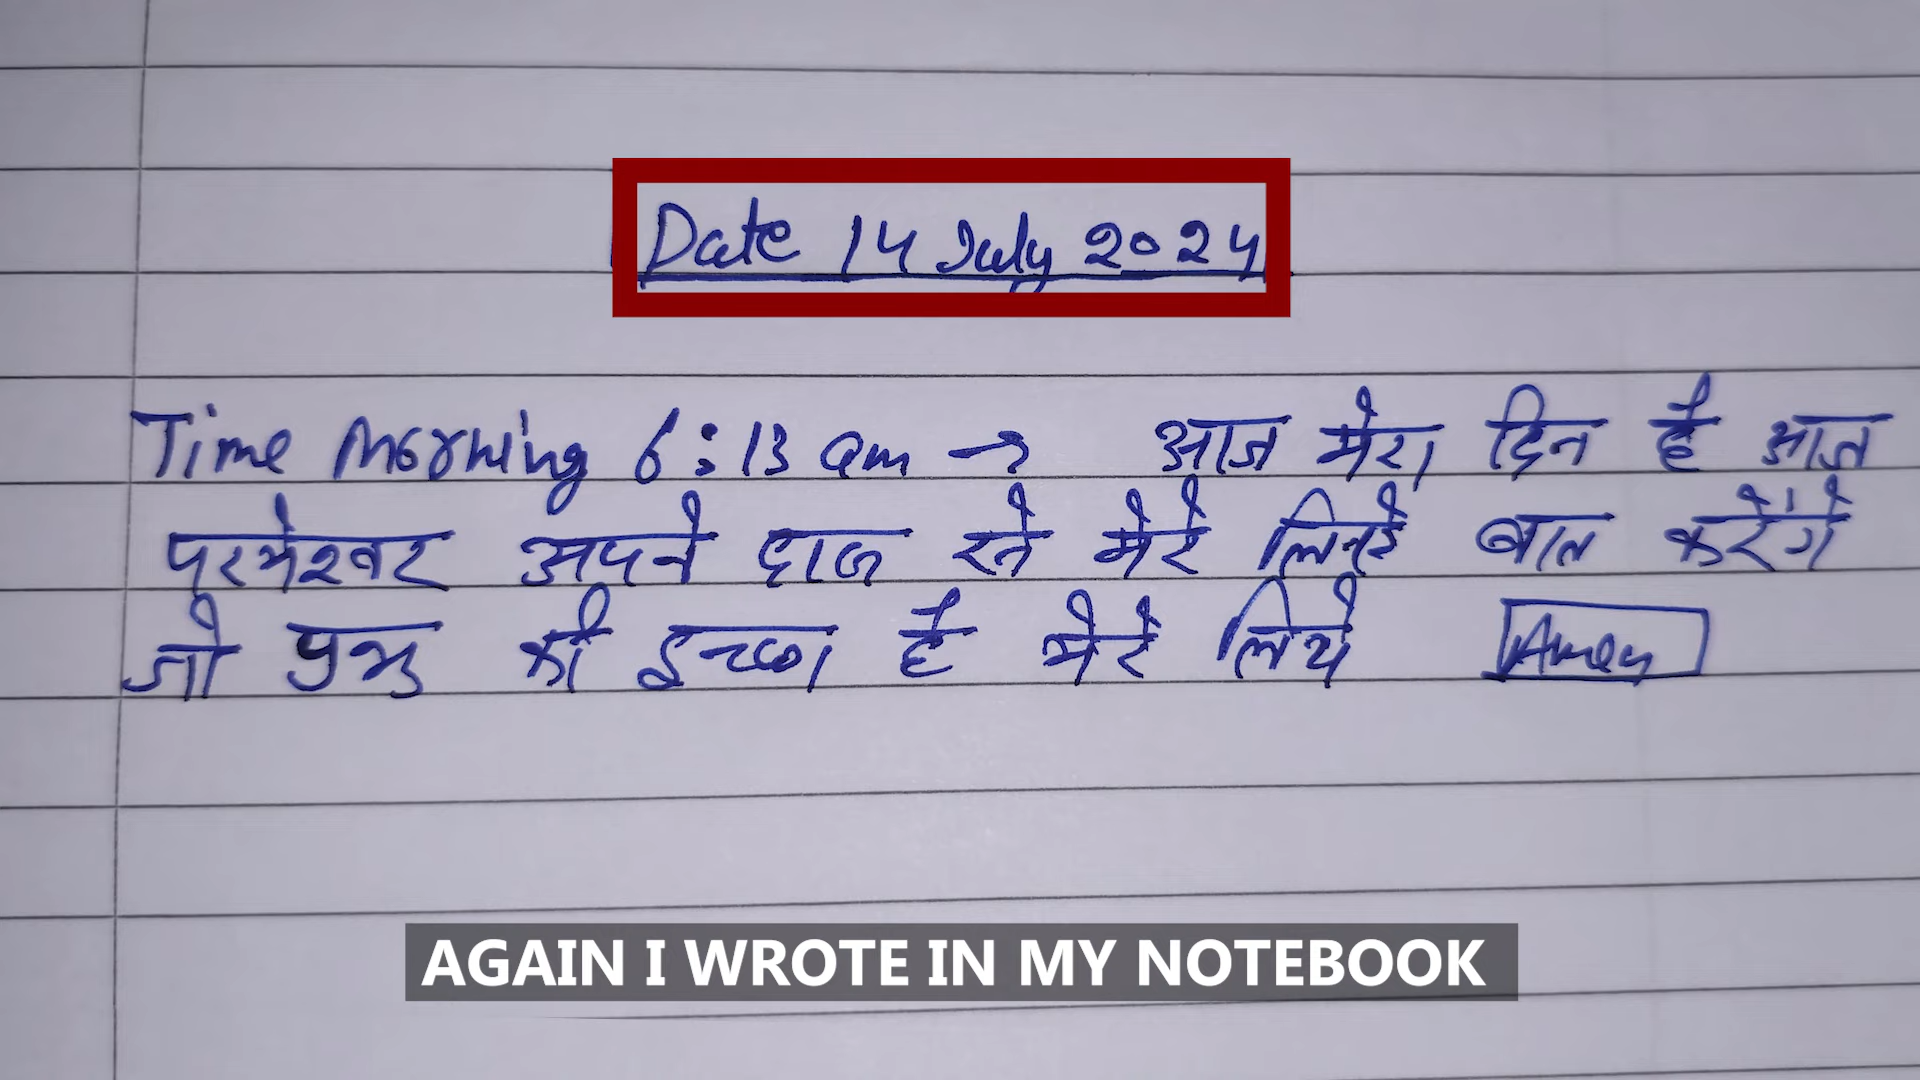 Date 14 July 2024
Time Morning 6:13 am → आज मेरा दिन है आज
परमेश्वर अपने मेरे बात करेंगे
जो प्रभु की इच्छा है मेरे लिये Amen
AGAIN I WROTE IN MY NOTEBOOK